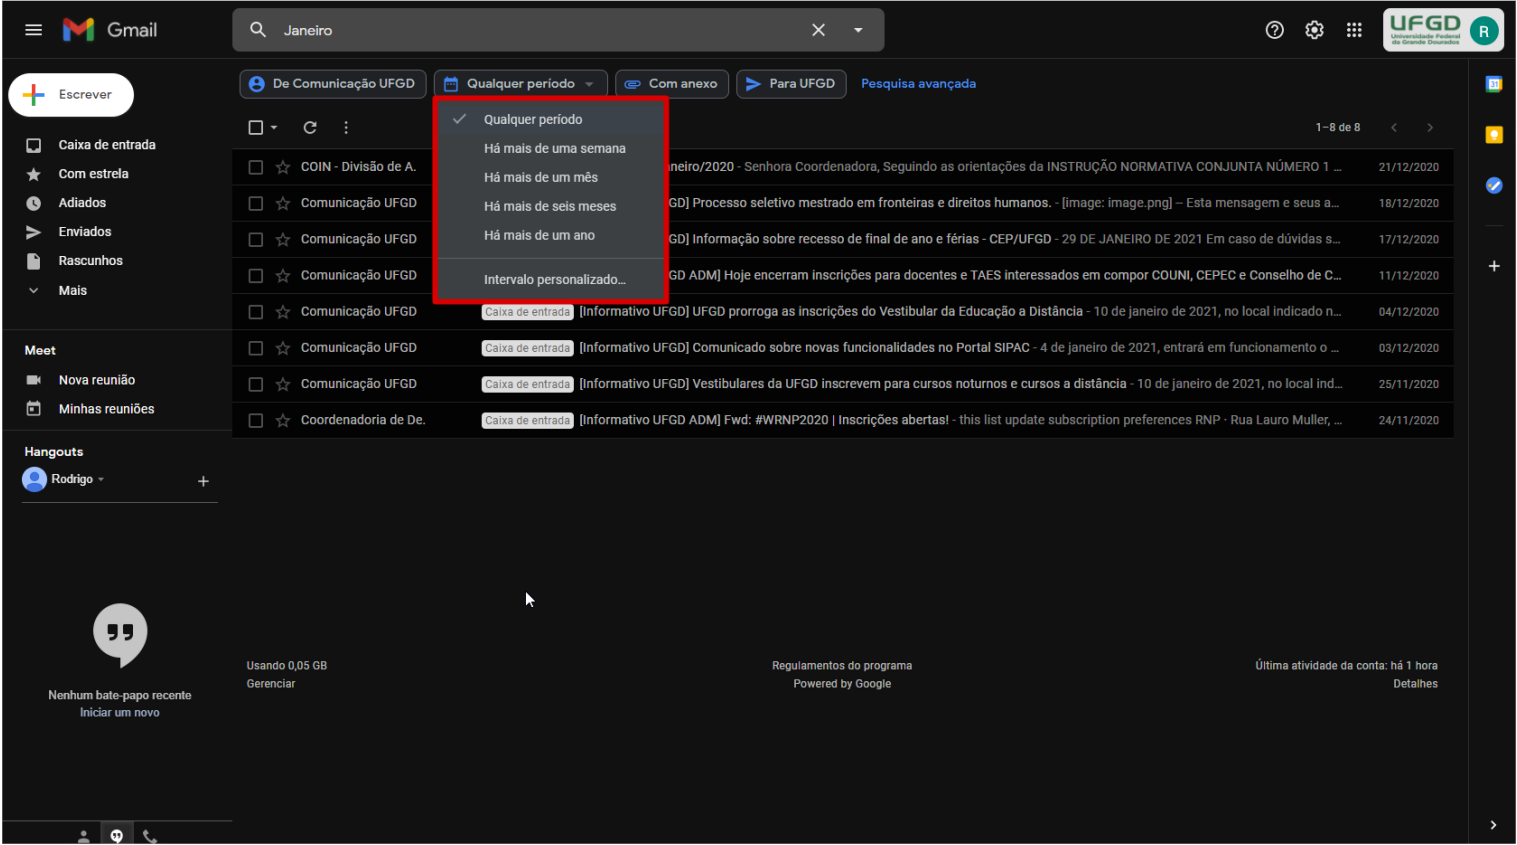 Gmail
Janeiro
UFGD
Universidade Federal
da Grande Dourados
R
Escrever
De Comunicação UFGD
Qualquer período
Com anexo
Para UFGD
Pesquisa avançada
31
Qualquer período
Há mais de uma semana
Há mais de um mês
Há mais de seis meses
Há mais de um ano
Intervalo personalizado...
1–8 de 8
Caixa de entrada
Com estrela
Adiados
Enviados
Rascunhos
Mais
COIN - Divisão de A. neiro/2020 - Senhora Coordenadora, Seguindo as orientações da INSTRUÇÃO NORMATIVA CONJUNTA NÚMERO 1 ... 21/12/2020
Comunicação UFGD GD] Processo seletivo mestrado em fronteiras e direitos humanos. - [image: image.png] – Esta mensagem e seus a... 18/12/2020
Comunicação UFGD GD] Informação sobre recesso de final de ano e férias - CEP/UFGD - 29 DE JANEIRO DE 2021 Em caso de dúvidas s... 17/12/2020
Comunicação UFGD GD ADM] Hoje encerram inscrições para docentes e TAES interessados em compor COUNI, CEPEC e Conselho de C... 11/12/2020
Comunicação UFGD Caixa de entrada [Informativo UFGD] UFGD prorroga as inscrições do Vestibular da Educação a Distância - 10 de janeiro de 2021, no local indicado n... 04/12/2020
Comunicação UFGD Caixa de entrada [Informativo UFGD] Comunicado sobre novas funcionalidades no Portal SIPAC - 4 de janeiro de 2021, entrará em funcionamento o ... 03/12/2020
Comunicação UFGD Caixa de entrada [Informativo UFGD] Vestibulares da UFGD inscrevem para cursos noturnos e cursos a distância - 10 de janeiro de 2021, no local ind... 25/11/2020
Coordenadoria de De. Caixa de entrada [Informativo UFGD ADM] Fwd: #WRNP2020 | Inscrições abertas! - this list update subscription preferences RNP · Rua Lauro Muller, ... 24/11/2020
Meet
Nova reunião
Minhas reuniões
Hangouts
Rodrigo
Nenhum bate-papo recente
Iniciar um novo
Usando 0,05 GB
Gerenciar
Regulamentos do programa
Powered by Google
Última atividade da conta: há 1 hora
Detalhes